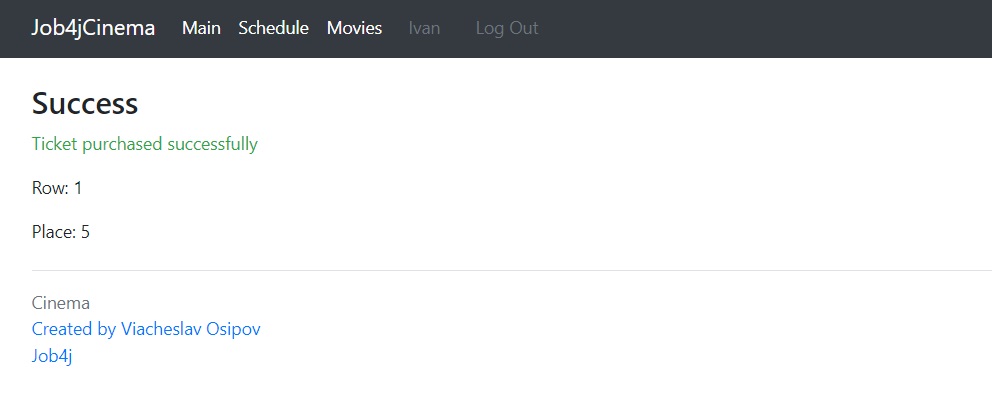 Job4jCinema Main Schedule Movies Ivan Log Out
Success
Ticket purchased successfully
Row: 1
Place: 5
Cinema
Created by Viacheslav Osipov
Job4j